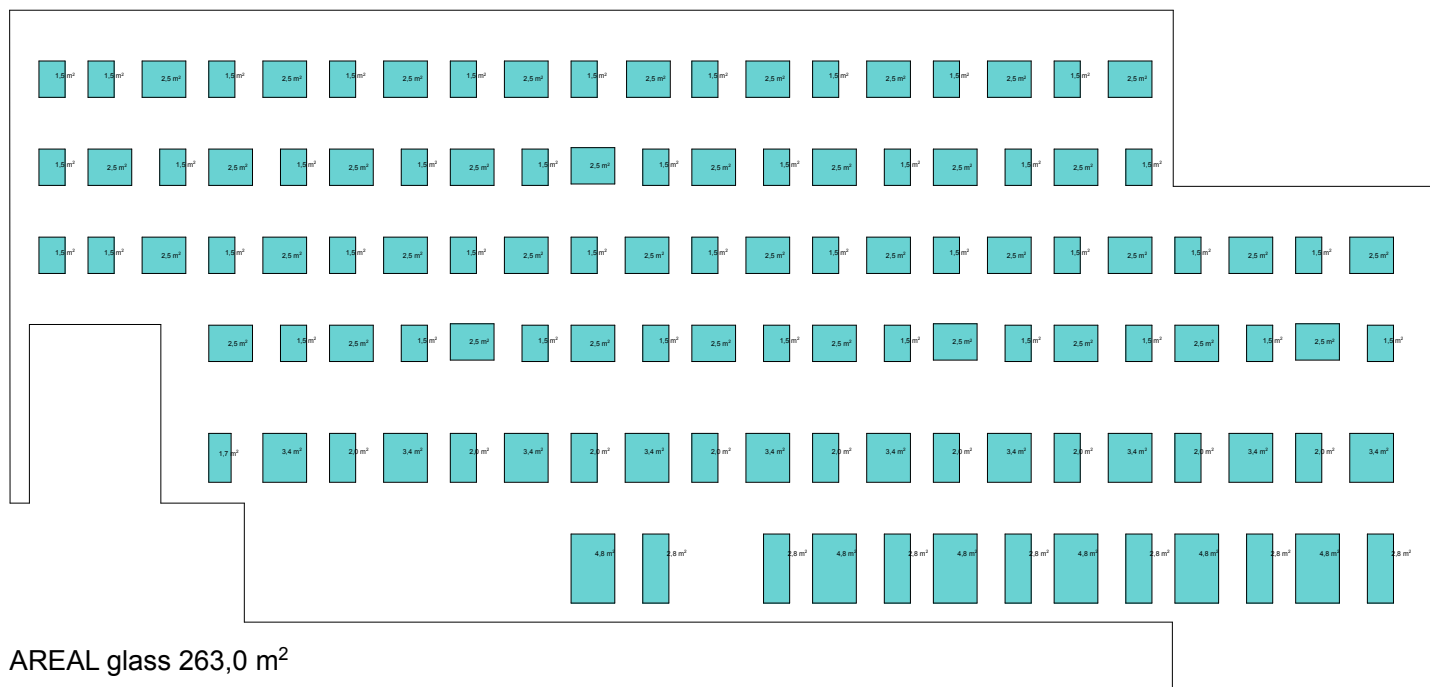 1,5 m² 1,5 m² 2,5 m² 1,5 m² 2,5 m² 1,5 m² 2,5 m² 1,5 m² 2,5 m² 1,5 m² 2,5 m² 1,5 m² 2,5 m² 1,5 m² 2,5 m² 1,5 m² 2,5 m² 1,5 m² 2,5 m²
1,5 m² 2,5 m² 1,5 m² 2,5 m² 1,5 m² 2,5 m² 1,5 m² 2,5 m² 1,5 m² 2,5 m² 1,5 m² 2,5 m² 1,5 m² 2,5 m² 1,5 m² 2,5 m² 1,5 m² 2,5 m² 1,5 m²
1,5 m² 1,5 m² 2,5 m² 1,5 m² 2,5 m² 1,5 m² 2,5 m² 1,5 m² 2,5 m² 1,5 m² 2,5 m² 1,5 m² 2,5 m² 1,5 m² 2,5 m² 1,5 m² 2,5 m² 1,5 m² 2,5 m² 1,5 m² 2,5 m² 1,5 m² 2,5 m²
2,5 m² 1,5 m² 2,5 m² 1,5 m² 2,5 m² 1,5 m² 2,5 m² 1,5 m² 2,5 m² 1,5 m² 2,5 m² 1,5 m² 2,5 m² 1,5 m² 2,5 m² 1,5 m² 2,5 m² 1,5 m² 2,5 m² 1,5 m²
1,7 m² 3,4 m² 2,0 m² 3,4 m² 2,0 m² 3,4 m² 2,0 m² 3,4 m² 2,0 m² 3,4 m² 2,0 m² 3,4 m² 2,0 m² 3,4 m² 2,0 m² 3,4 m² 2,0 m² 3,4 m² 2,0 m² 3,4 m²
4,8 m² 2,8 m² 2,8 m² 4,8 m² 2,8 m² 4,8 m² 2,8 m² 4,8 m² 2,8 m² 4,8 m² 2,8 m² 4,8 m² 2,8 m²
AREAL glass 263,0 m²